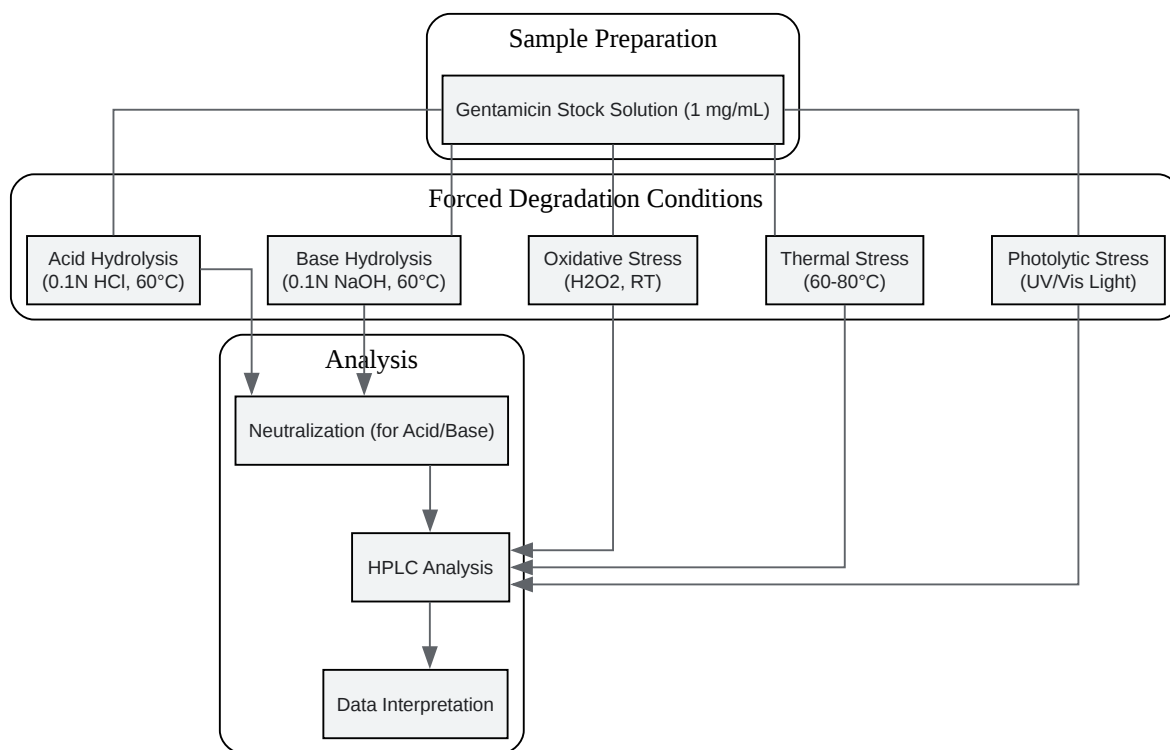 Sample Preparation
Gentamicin Stock Solution (1 mg/mL)
Forced Degradation Conditions
Acid Hydrolysis
(0.1N HCl, 60°C)
Base Hydrolysis
(0.1N NaOH, 60°C)
Oxidative Stress
(H2O2, RT)
Thermal Stress
(60-80°C)
Photolytic Stress
(UV/Vis Light)
Analysis
Neutralization (for Acid/Base)
HPLC Analysis
Data Interpretation